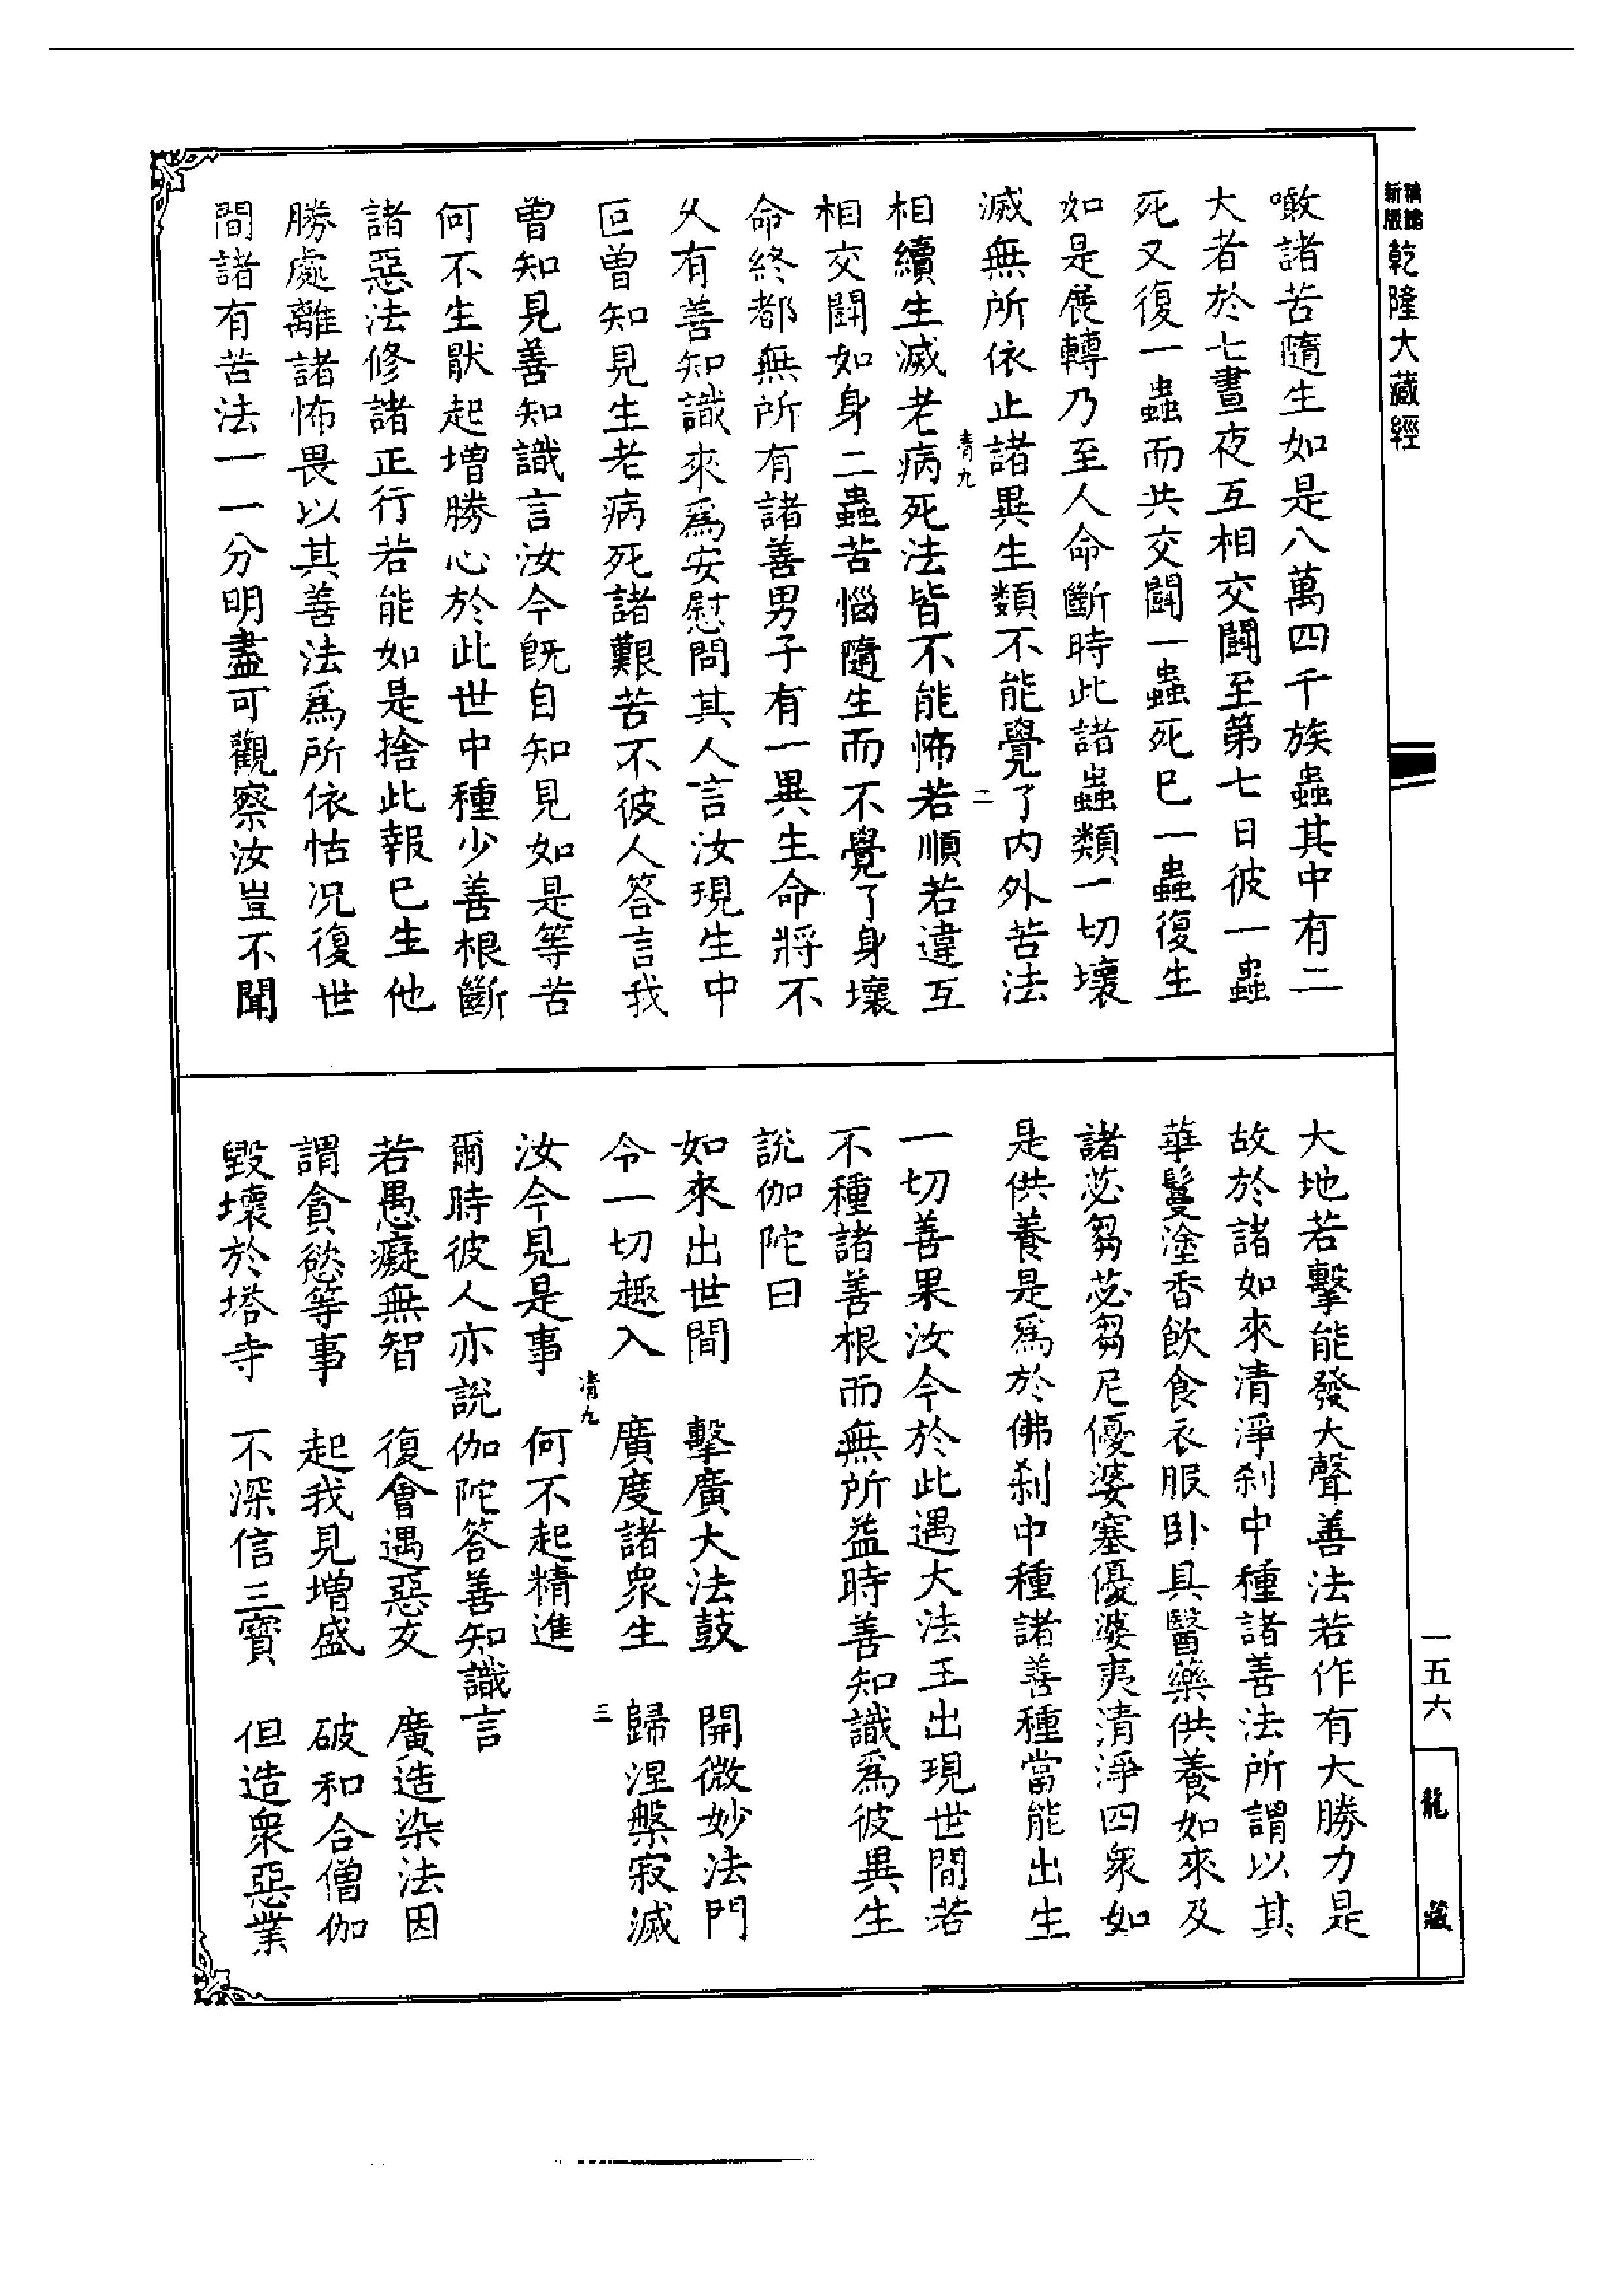 新版
精縮
乾隆大藏經
噉諸苦隨生如是八萬四千族蟲其中有二
大者於七晝夜互相交鬪至第七日彼一蟲
死又復一蟲而共交鬪一蟲死已一蟲復生
如是展轉乃至人命斷時此諸蟲類一切壞
滅無所依止諸異生類不能覺了内外苦法
青九
二
相續生滅老病死法皆不能怖若順若違互
相交鬪如身二蟲苦惱隨生而不覺了身壞
命終都無所有諸善男子有一異生命將不
久有善知識來爲安慰問其人言汝現生中
叵曽知見生老病死諸艱苦不彼人答言我
曽知見善知識言汝今旣自知見如是等苦
何不生猒起増勝心於此世中種少善根斷
諸惡法修諸正行若能如是捨此報已生他
勝處離諸怖畏以其善法爲所依怙况復世
間諸有苦法一一分明盡可觀察汝豈不聞
大地若擊能發大聲善法若作有大勝力是
故於諸如來清淨刹中種諸善法所謂以其
華鬘塗香飲食衣服卧具醫藥供養如來及
諸苾芻苾芻尼優婆塞優婆夷清淨四衆如
是供養是爲於佛刹中種諸善種當能出生
一切善果汝今於此遇大法王出現世間若
不種諸善根而無所益時善知識爲彼異生
說伽陀曰
如來出世間　擊廣大法鼓　開微妙法門
令一切趣入　廣度諸衆生　歸涅槃寂滅
清九
三
汝今見是事　何不起精進
爾時彼人亦說伽陀答善知識言
若愚癡無智　復會遇惡友　廣造染法因
謂貪慾等事　起我見増盛　破和合僧伽
毀壞於塔寺　不深信三寳　但造衆惡業
一五六
龍藏